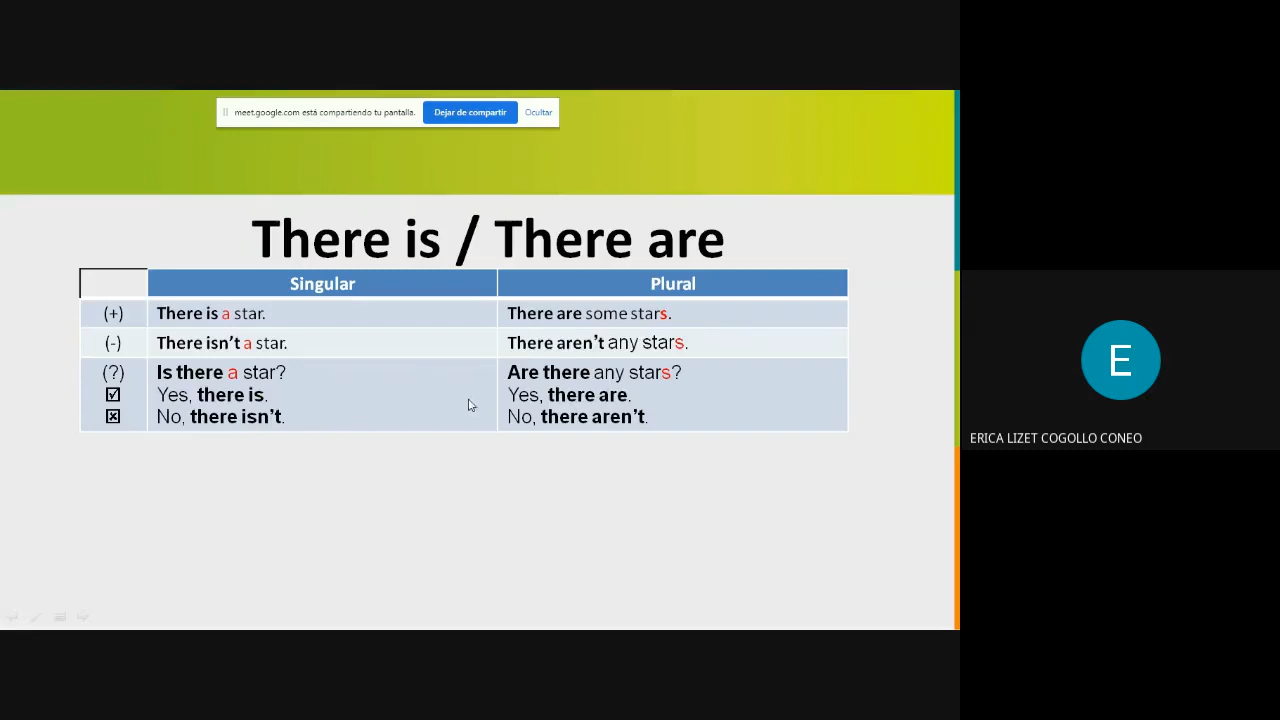 meet.google.com está compartiendo tu pantalla. Dejar de compartir Ocultar
There is / There are
Singular Plural
(+) There is a star. There are some stars.
(-) There isn't a star. There aren't any stars.
(?) Is there a star? Are there any stars?
Yes, there is. Yes, there are.
No, there isn't. No, there aren't.
E
ERICA LIZET COGOLLO CONEO